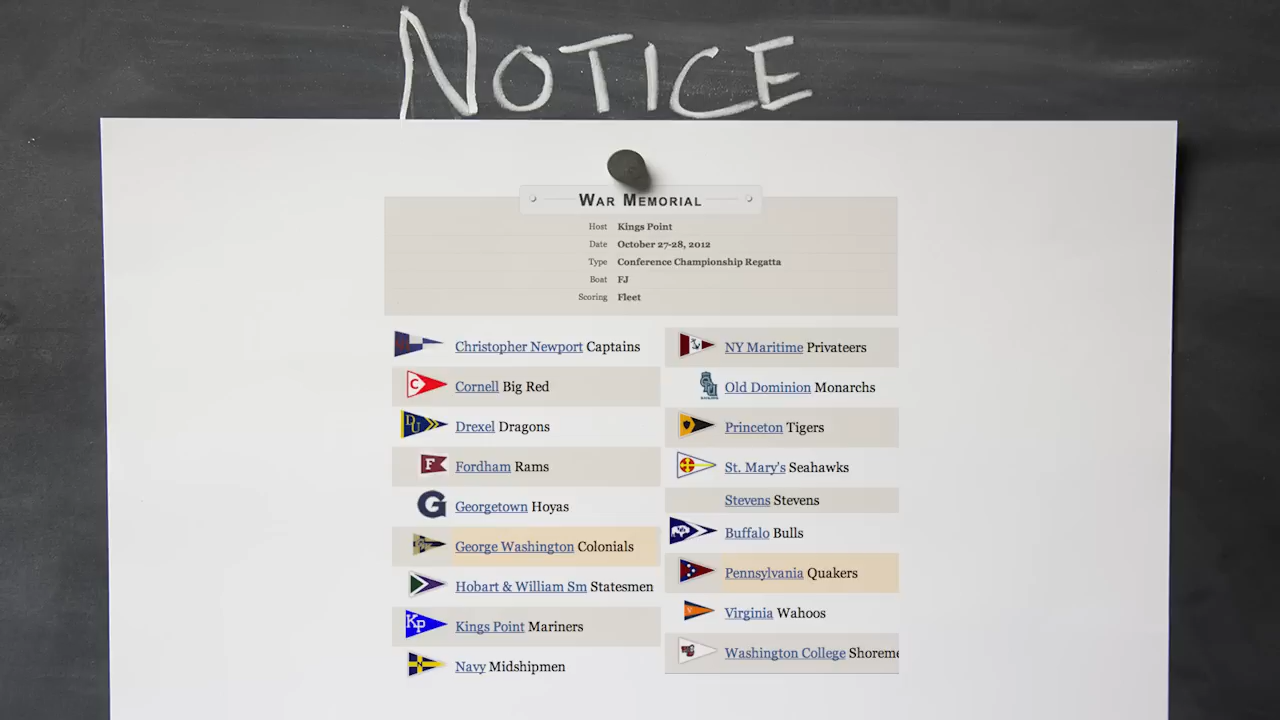 NOTICE
WAR MEMORIAL
Host Kings Point
Date October 27-28, 2012
Type Conference Championship Regatta
Boat FJ
Scoring Fleet
Christopher Newport Captains
C Cornell Big Red
DU Drexel Dragons
F Fordham Rams
G Georgetown Hoyas
George Washington Colonials
Hobart & William Sm Statesmen
KP Kings Point Mariners
N Navy Midshipmen
NY Maritime Privateers
Old Dominion Monarchs
Princeton Tigers
St. Mary's Seahawks
Stevens Stevens
Buffalo Bulls
Pennsylvania Quakers
V Virginia Wahoos
Washington College Shoreme